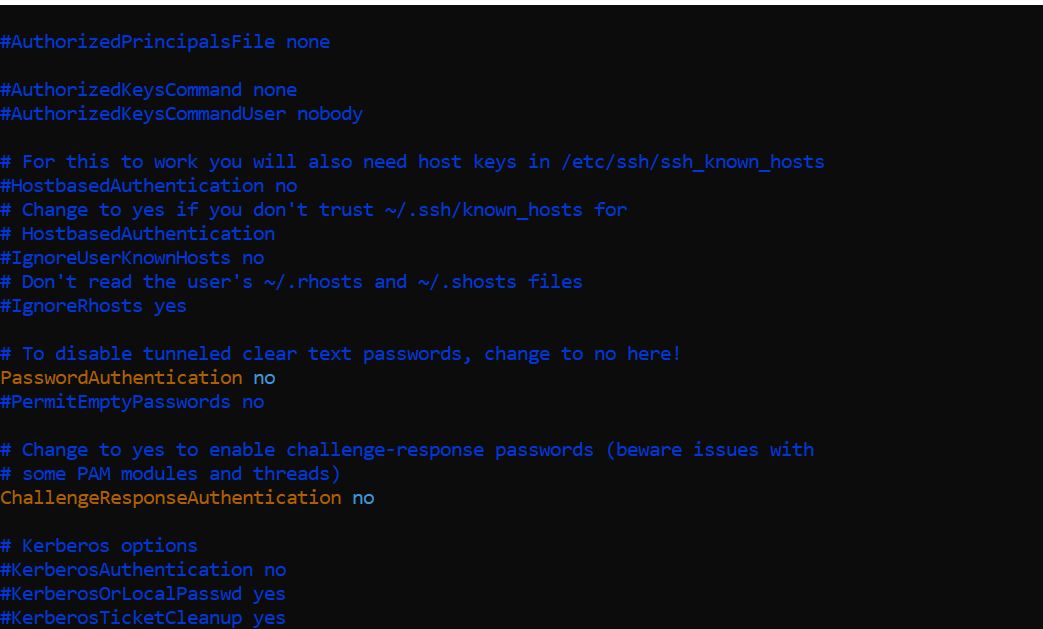 #AuthorizedPrincipalsFile none
#AuthorizedKeysCommand none
#AuthorizedKeysCommandUser nobody
# For this to work you will also need host keys in /etc/ssh/ssh_known_hosts
#HostbasedAuthentication no
# Change to yes if you don't trust ~/.ssh/known_hosts for
# HostbasedAuthentication
#IgnoreUserKnownHosts no
# Don't read the user's ~/.rhosts and ~/.shosts files
#IgnoreRhosts yes
# To disable tunneled clear text passwords, change to no here!
PasswordAuthentication no
#PermitEmptyPasswords no
# Change to yes to enable challenge-response passwords (beware issues with
# some PAM modules and threads)
ChallengeResponseAuthentication no
# Kerberos options
#KerberosAuthentication no
#KerberosOrLocalPasswd yes
#KerberosTicketCleanup yes